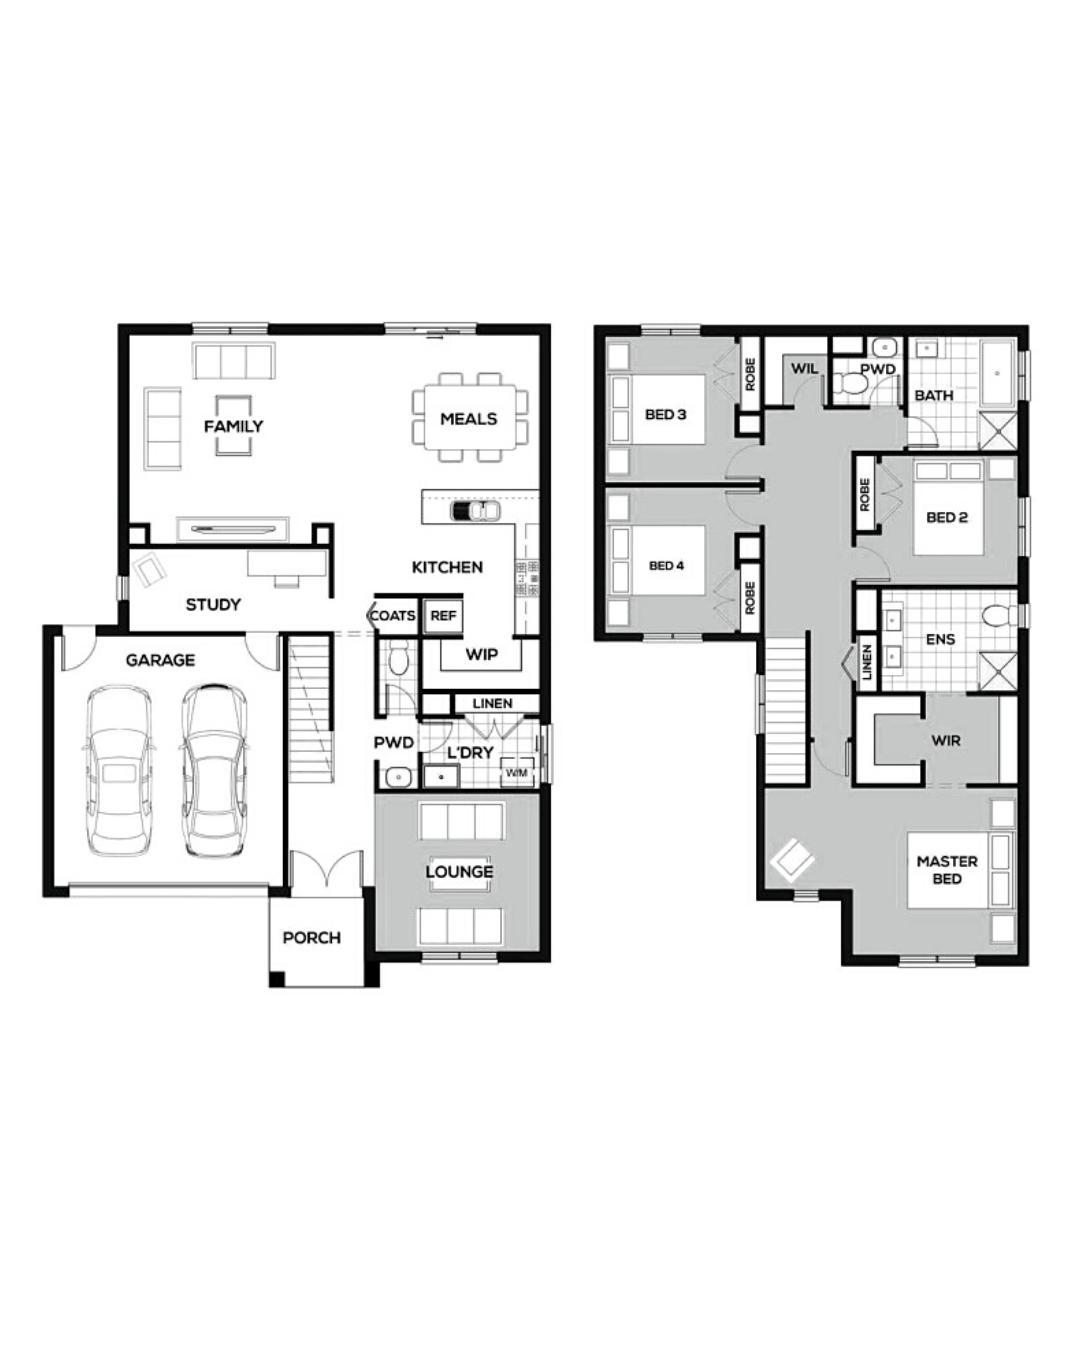 FAMILY
MEALS
KITCHEN
STUDY
COATS
REF
GARAGE
WIP
LINEN
PWD
L'DRY
W/M
LOUNGE
PORCH
ROBE
WIL
PWD
BATH
BED 3
ROBE
BED 2
BED 4
ROBE
ENS
LINEN
WIR
MASTER
BED